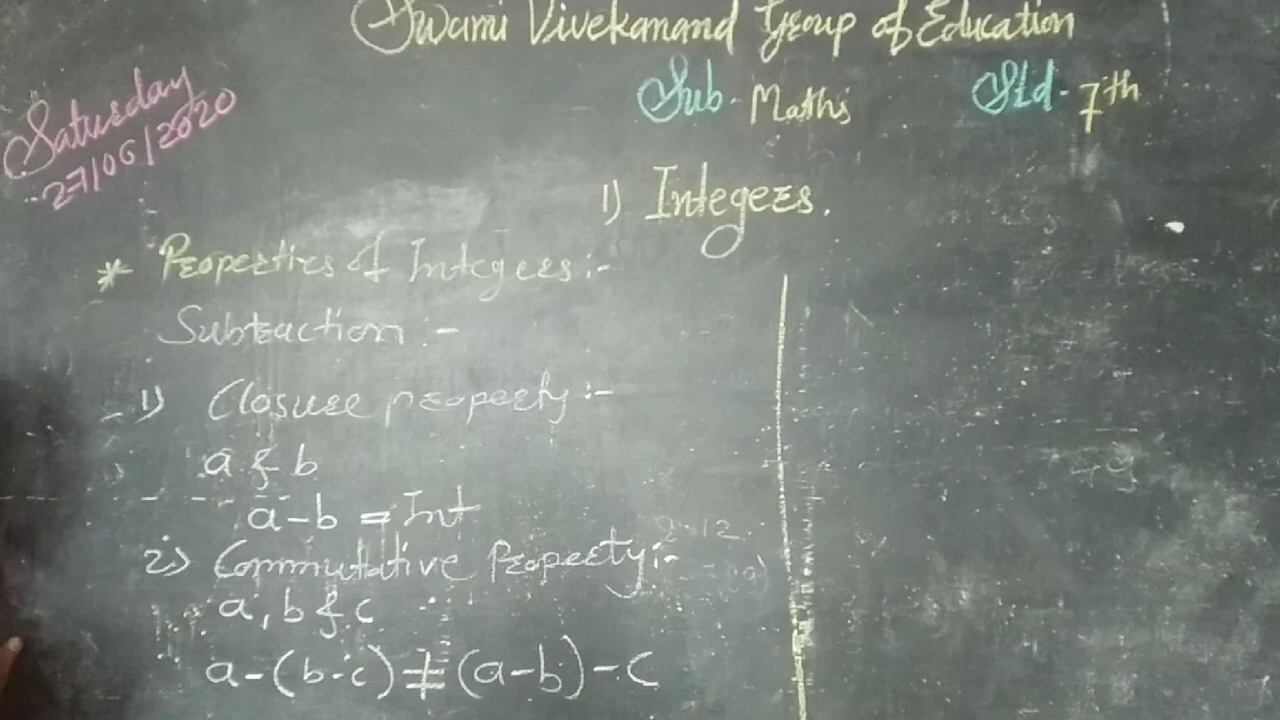 Swami Vivekanand Group of Education
Sub- Maths Std- 7th
Saturday
27/06/2020
1) Integers.
* Properties of Integers:-
Subtraction :-
1) Closure property:-
a & b
a-b = Int
2) Commutative Property:-
a, b & c
a-(b-c)≠(a-b)-c